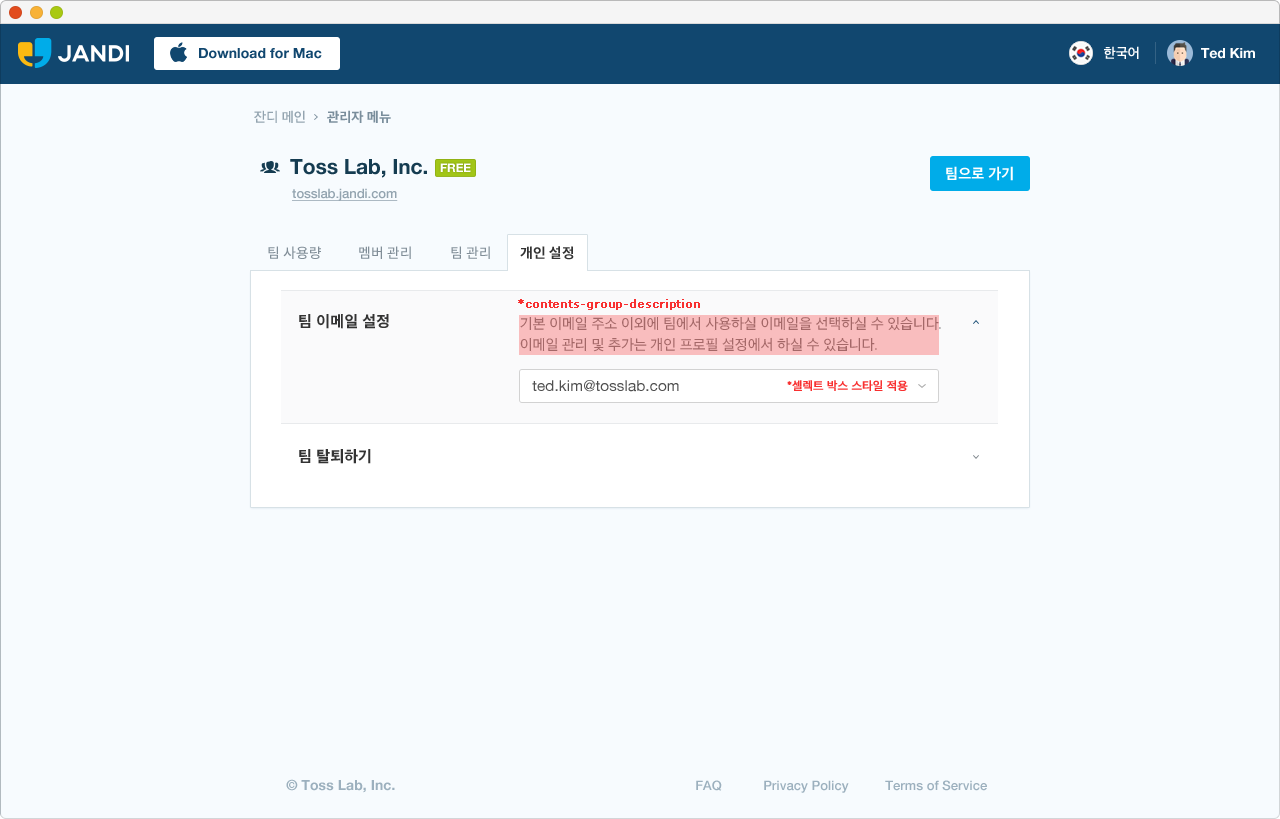 JANDI
Download for Mac
한국어
Ted Kim
잔디 메인 › 관리자 메뉴
Toss Lab, Inc. FREE
tosslab.jandi.com
팀으로 가기
팀 사용량
멤버 관리
팀 관리
개인 설정
팀 이메일 설정
*contents-group-description
기본 이메일 주소 이외에 팀에서 사용하실 이메일을 선택하실 수 있습니다.
이메일 관리 및 추가는 개인 프로필 설정에서 하실 수 있습니다.
ted.kim@tosslab.com
*셀렉트 박스 스타일 적용
팀 탈퇴하기
© Toss Lab, Inc.
FAQ
Privacy Policy
Terms of Service